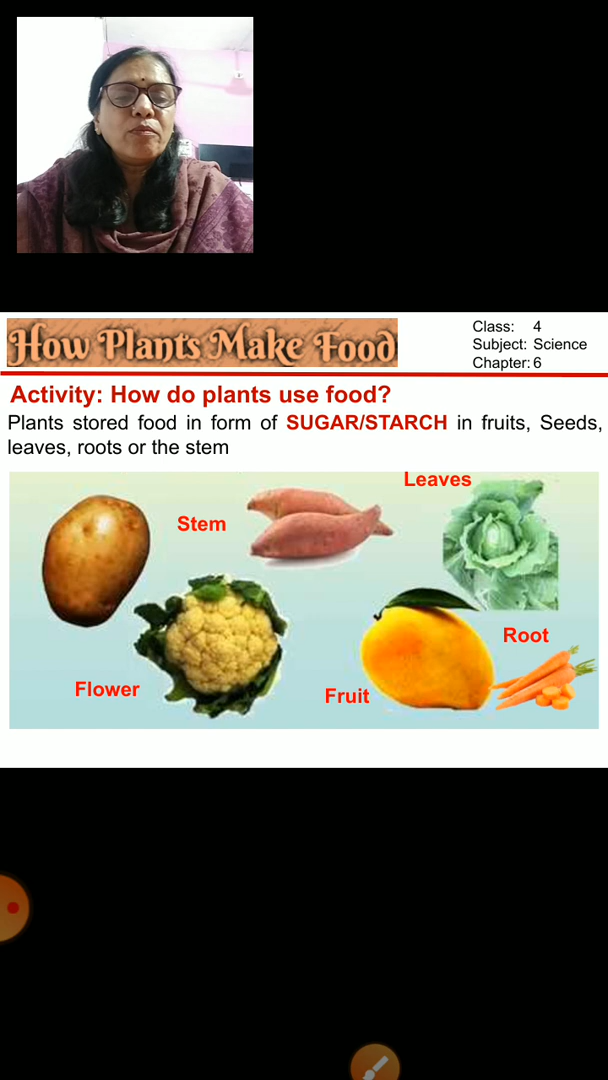 How Plants Make Food
Class: 4
Subject: Science
Chapter: 6
Activity: How do plants use food?
Plants stored food in form of SUGAR/STARCH in fruits, Seeds,
leaves, roots or the stem
Leaves
Stem
Root
Flower
Fruit